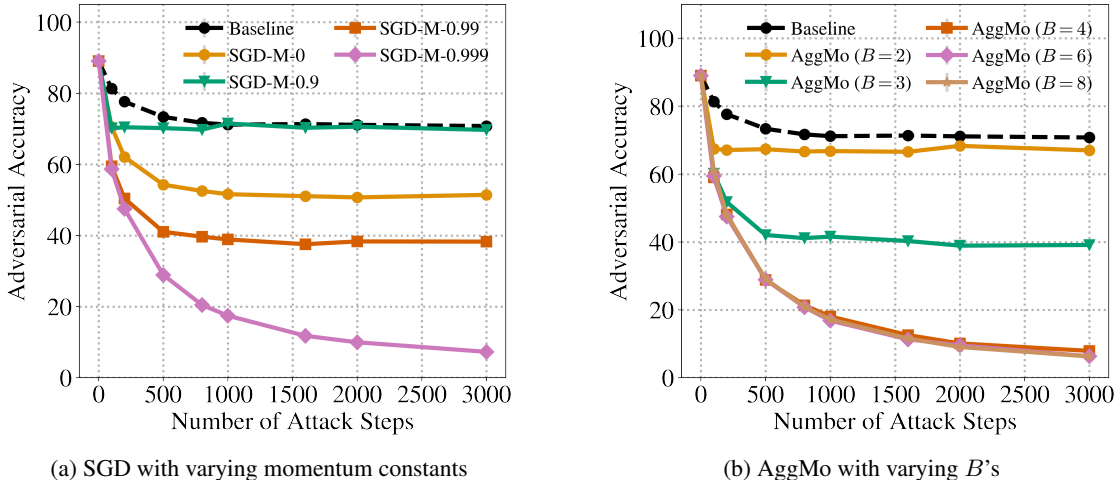 100
80
60
40
20
0
Adversarial Accuracy
Baseline
SGD-M-0
SGD-M-0.9
SGD-M-0.99
SGD-M-0.999
0 500 1000 1500 2000 2500 3000
Number of Attack Steps
(a) SGD with varying momentum constants
100
80
60
40
20
0
Adversarial Accuracy
Baseline
AggMo (B = 2)
AggMo (B = 3)
AggMo (B = 4)
AggMo (B = 6)
AggMo (B = 8)
0 500 1000 1500 2000 2500 3000
Number of Attack Steps
(b) AggMo with varying B's